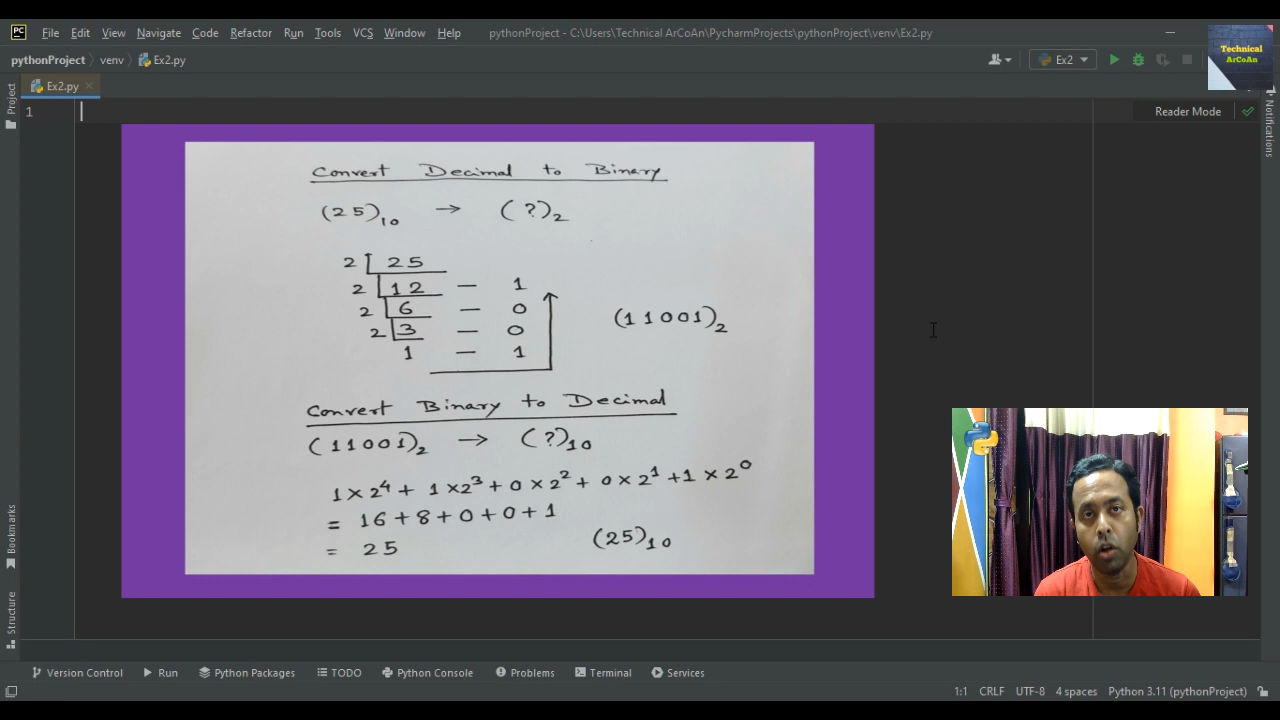 PC File Edit View Navigate Code Refactor Run Tools VCS Window Help pythonProject - C:\Users\Technical ArCoAn\PycharmProjects\pythonProject\venv\Ex2.py
Technical
ArCoAn
pythonProject venv Ex2.py Ex2
Project
Ex2.py
1
Reader Mode
Notifications
Convert Decimal to Binary
(25)₁₀ → (?)₂
2 25
2 12 — 1
2 6 — 0
2 3 — 0
1 — 1
(11001)₂
Convert Binary to Decimal
(11001)₂ → (?)₁₀
1×2⁴ + 1×2³ + 0×2² + 0×2¹ + 1×2⁰
= 16+8+0+0+1
= 25 (25)₁₀
Bookmarks
Structure
Version Control Run Python Packages TODO Python Console Problems Terminal Services
1:1 CRLF UTF-8 4 spaces Python 3.11 (pythonProject)